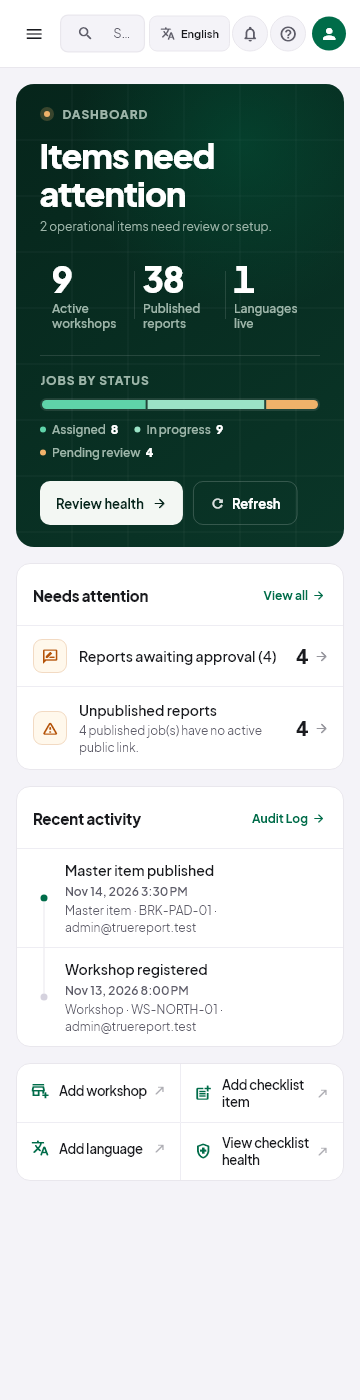 S...
English
DASHBOARD
Items need
attention
2 operational items need review or setup.
9
Active
workshops
38
Published
reports
1
Languages
live
JOBS BY STATUS
Assigned 8
In progress 9
Pending review 4
Review health
Refresh
Needs attention
View all
Reports awaiting approval (4)
4
Unpublished reports
4 published job(s) have no active
public link.
4
Recent activity
Audit Log
Master item published
Nov 14, 2026 3:30 PM
Master item · BRK-PAD-01 ·
admin@truereport.test
Workshop registered
Nov 13, 2026 8:00 PM
Workshop · WS-NORTH-01 ·
admin@truereport.test
Add workshop
Add checklist
item
Add language
View checklist
health